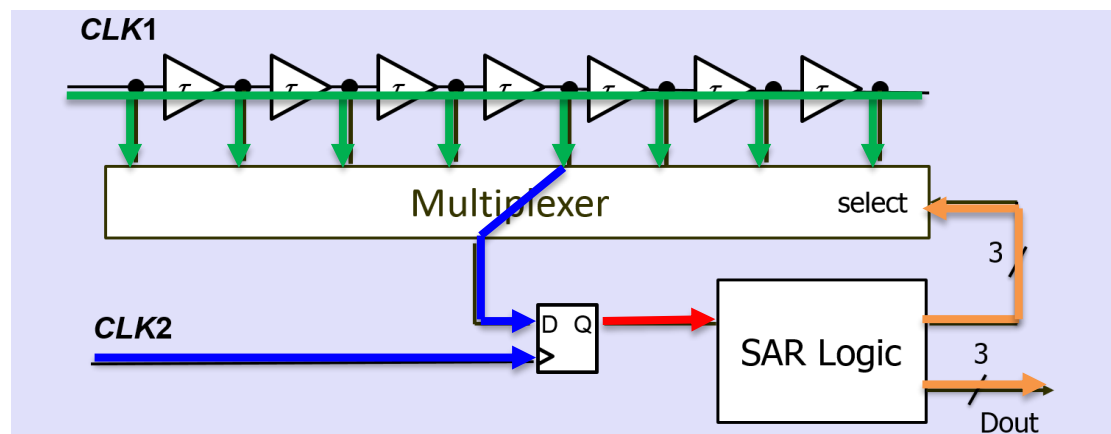 CLK1
τ τ τ τ τ τ τ
Multiplexer
select
3
CLK2
D Q
SAR Logic
3
Dout